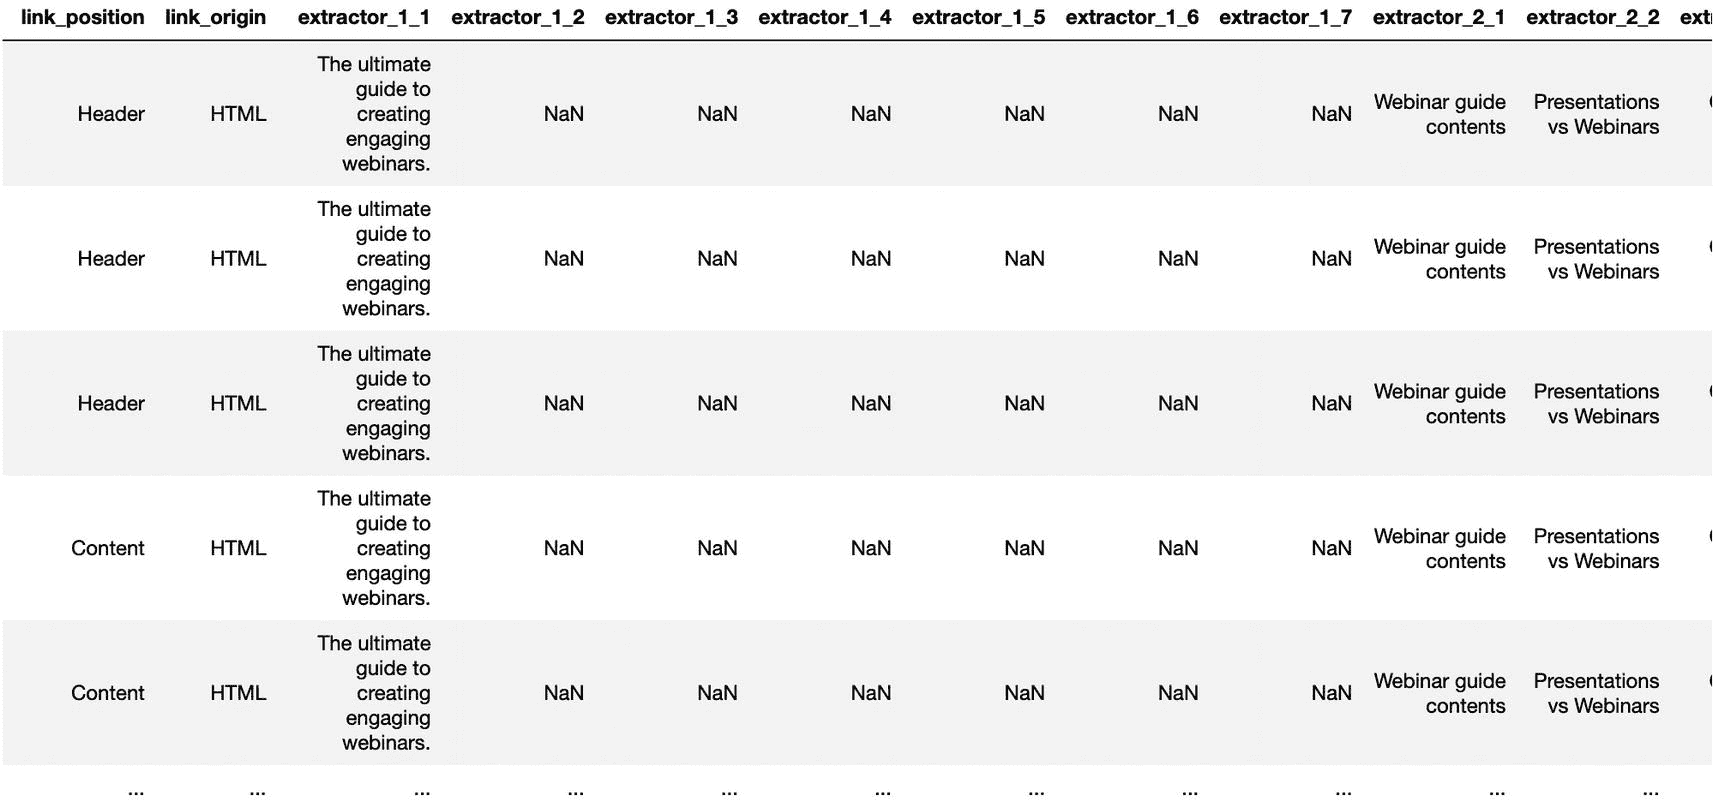 link_position link_origin extractor_1_1 extractor_1_2 extractor_1_3 extractor_1_4 extractor_1_5 extractor_1_6 extractor_1_7 extractor_2_1 extractor_2_2
The ultimate
guide to
creating
engaging
webinars.
Header HTML NaN NaN NaN NaN NaN NaN
Webinar guide
contents
Presentations
vs Webinars
The ultimate
guide to
creating
engaging
webinars.
Header HTML NaN NaN NaN NaN NaN NaN
Webinar guide
contents
Presentations
vs Webinars
The ultimate
guide to
creating
engaging
webinars.
Header HTML NaN NaN NaN NaN NaN NaN
Webinar guide
contents
Presentations
vs Webinars
The ultimate
guide to
creating
engaging
webinars.
Content HTML NaN NaN NaN NaN NaN NaN
Webinar guide
contents
Presentations
vs Webinars
The ultimate
guide to
creating
engaging
webinars.
Content HTML NaN NaN NaN NaN NaN NaN
Webinar guide
contents
Presentations
vs Webinars
... ... ... ... ... ... ... ... ... ... ...